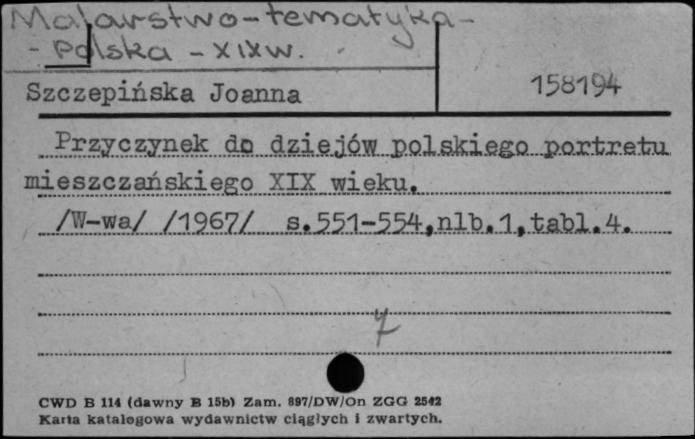 Malarstwo-tematyka-
- Polska - XIX w.
Szczepińska Joanna
158194
Przyczynek do dziejów polskiego portretu
mieszczańskiego XIX wieku.
/W-wa/ /1967/ s.551-554,nlb.1,tabl.4.
7
CWD B 114 (dawny B 15b) Zam. 897/DW/On ZGG 2542
Karta katalogowa wydawnictw ciągłych i zwartych.